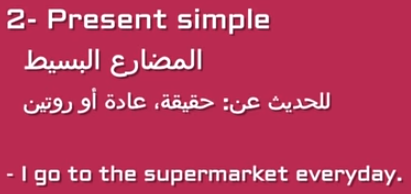 2- Present simple
المضارع البسيط
للحديث عن: حقيقة، عادة أو روتين
- I go to the supermarket everyday.